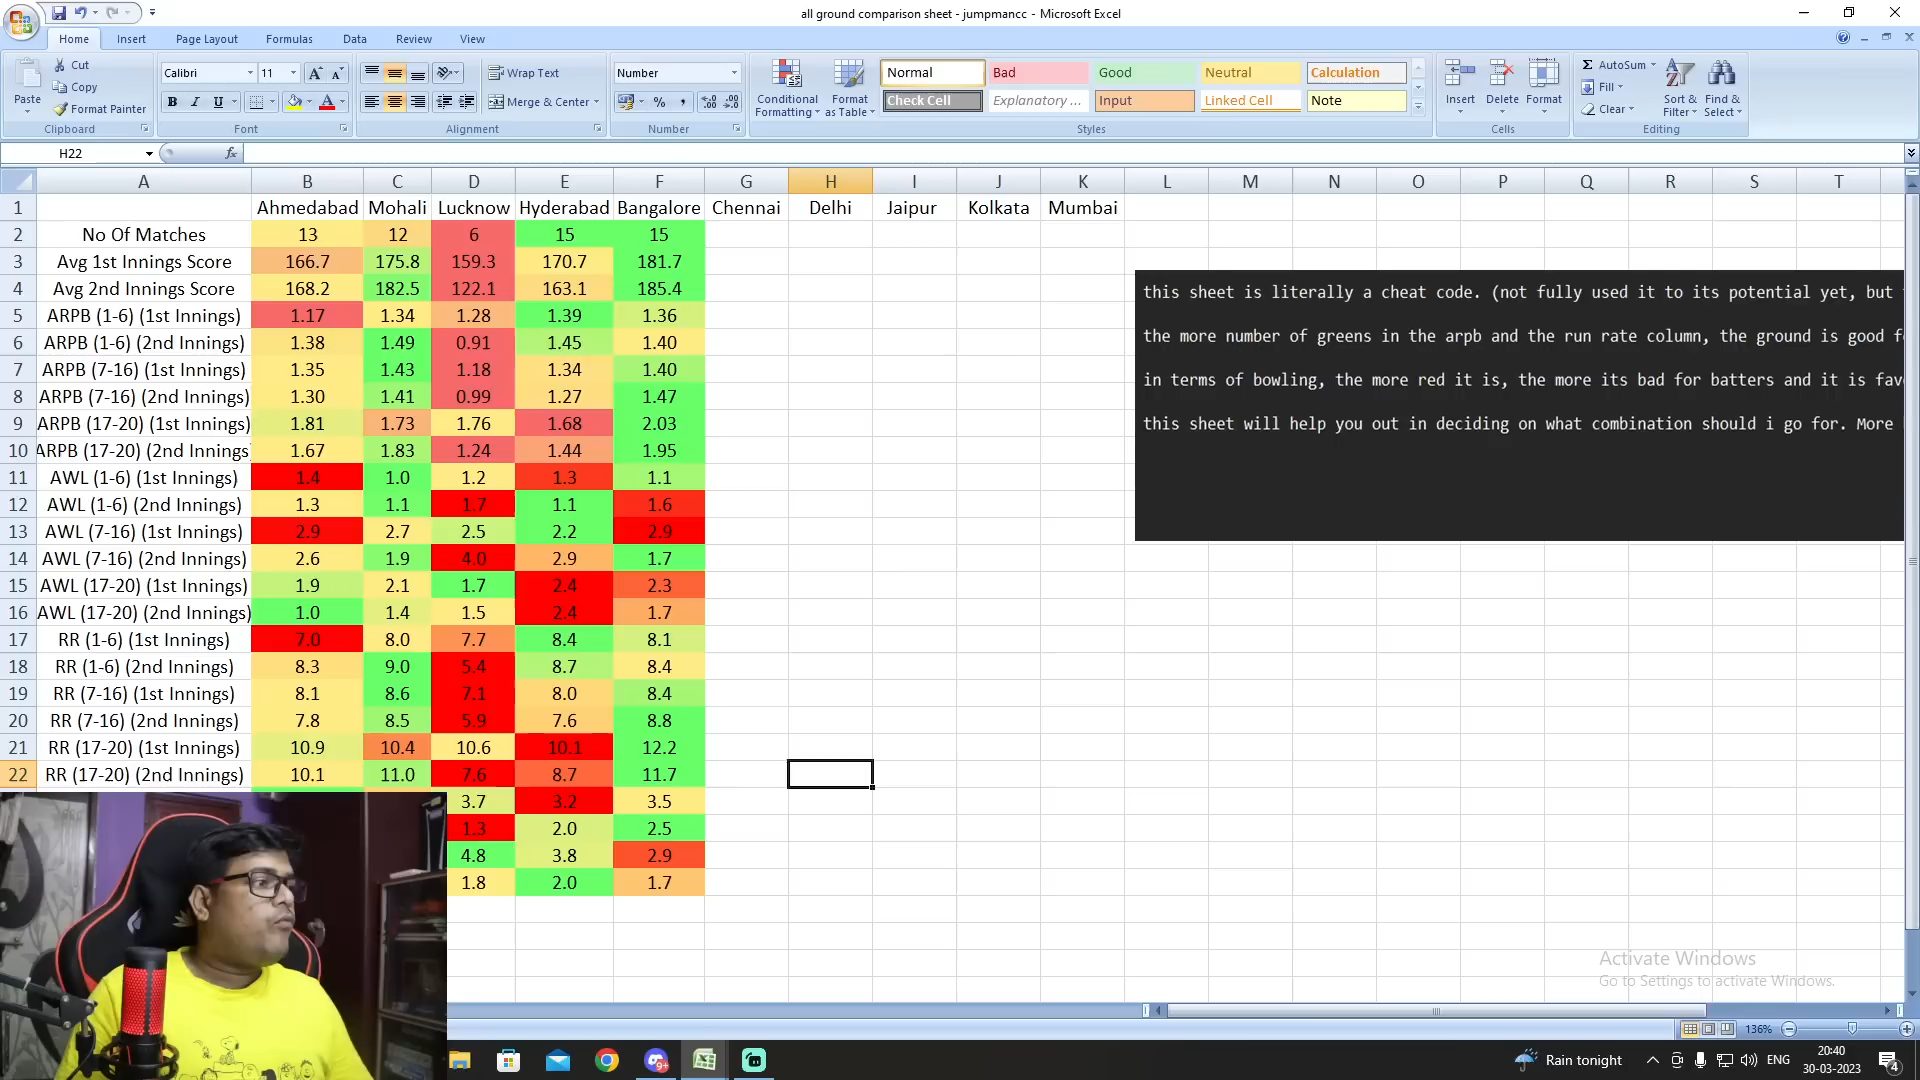 all ground comparison sheet - jumpmancc - Microsoft Excel
Home Insert Page Layout Formulas Data Review View
Paste
Cut
Copy
Format Painter
Clipboard
Calibri 11
B I U
Font
Wrap Text
Merge & Center
Alignment
Number
% ,
Number
Conditional Formatting
Format as Table
Normal Bad Good Neutral Calculation
Check Cell Explanatory ... Input Linked Cell Note
Styles
Insert Delete Format
Cells
Σ AutoSum
Fill
Clear
Sort & Filter
Find & Select
Editing
H22 fx
A B C D E F G H I J K L M N O P Q R S T
1 Ahmedabad Mohali Lucknow Hyderabad Bangalore Chennai Delhi Jaipur Kolkata Mumbai
2 No Of Matches 13 12 6 15 15
3 Avg 1st Innings Score 166.7 175.8 159.3 170.7 181.7
4 Avg 2nd Innings Score 168.2 182.5 122.1 163.1 185.4
5 ARPB (1-6) (1st Innings) 1.17 1.34 1.28 1.39 1.36
6 ARPB (1-6) (2nd Innings) 1.38 1.49 0.91 1.45 1.40
7 ARPB (7-16) (1st Innings) 1.35 1.43 1.18 1.34 1.40
8 ARPB (7-16) (2nd Innings) 1.30 1.41 0.99 1.27 1.47
9 ARPB (17-20) (1st Innings) 1.81 1.73 1.76 1.68 2.03
10 ARPB (17-20) (2nd Innings) 1.67 1.83 1.24 1.44 1.95
11 AWL (1-6) (1st Innings) 1.4 1.0 1.2 1.3 1.1
12 AWL (1-6) (2nd Innings) 1.3 1.1 1.7 1.1 1.6
13 AWL (7-16) (1st Innings) 2.9 2.7 2.5 2.2 2.9
14 AWL (7-16) (2nd Innings) 2.6 1.9 4.0 2.9 1.7
15 AWL (17-20) (1st Innings) 1.9 2.1 1.7 2.4 2.3
16 AWL (17-20) (2nd Innings) 1.0 1.4 1.5 2.4 1.7
17 RR (1-6) (1st Innings) 7.0 8.0 7.7 8.4 8.1
18 RR (1-6) (2nd Innings) 8.3 9.0 5.4 8.7 8.4
19 RR (7-16) (1st Innings) 8.1 8.6 7.1 8.0 8.4
20 RR (7-16) (2nd Innings) 7.8 8.5 5.9 7.6 8.8
21 RR (17-20) (1st Innings) 10.9 10.4 10.6 10.1 12.2
22 RR (17-20) (2nd Innings) 10.1 11.0 7.6 8.7 11.7
3.7 3.2 3.5
1.3 2.0 2.5
4.8 3.8 2.9
1.8 2.0 1.7
this sheet is literally a cheat code. (not fully used it to its potential yet, but
the more number of greens in the arpb and the run rate column, the ground is good
in terms of bowling, the more red it is, the more its bad for batters and it is
this sheet will help you out in deciding on what combination should i go for. More
Activate Windows
Go to Settings to activate Windows.
136%
Rain tonight
ENG
20:40
30-03-2023
4